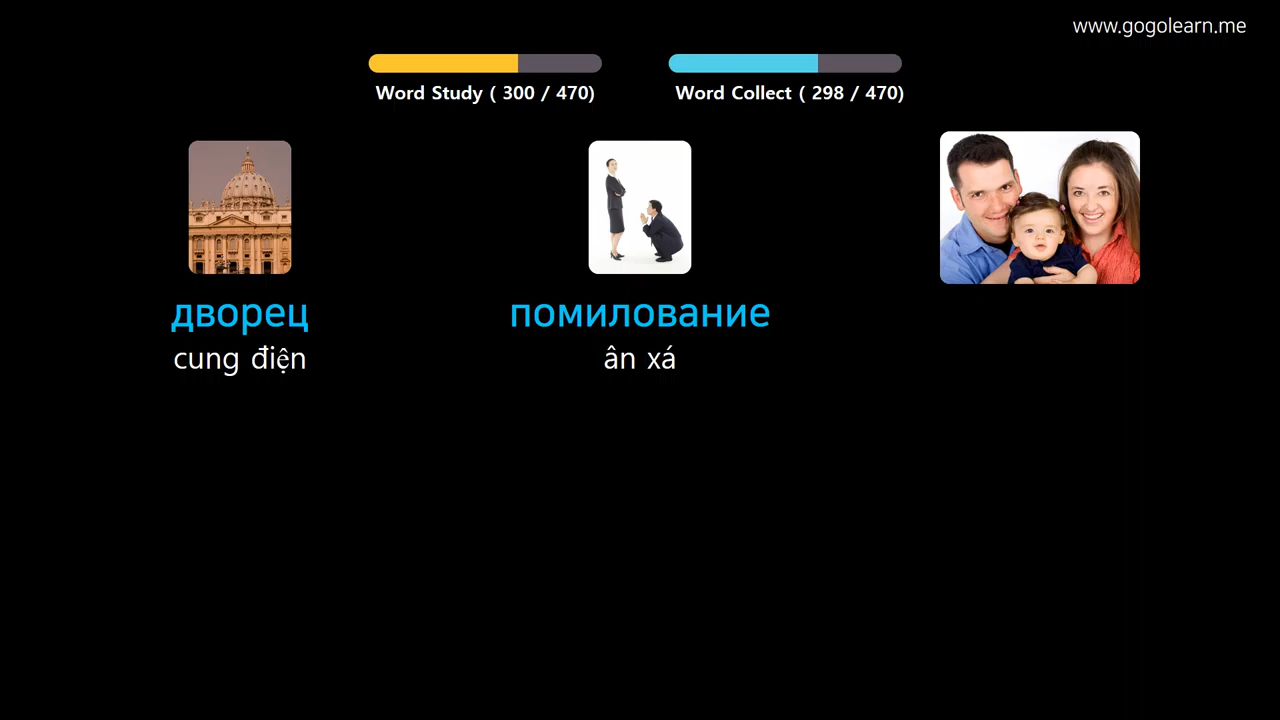 www.gogolearn.me
Word Study ( 300 / 470)
Word Collect ( 298 / 470)
дворец
cung điện
помилование
ân xá